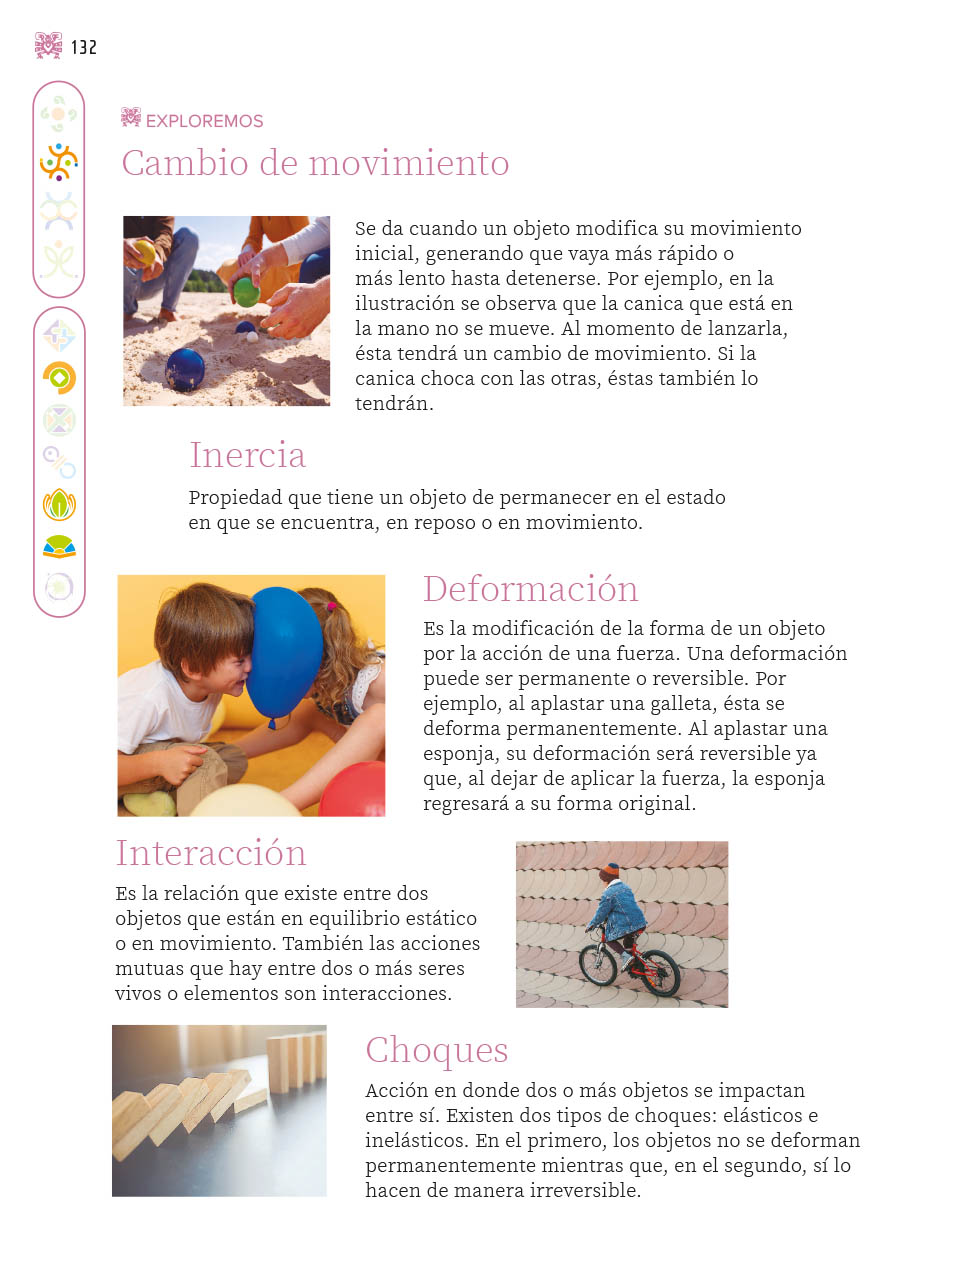 132
EXPLOREMOS
Cambio de movimiento
Se da cuando un objeto modifica su movimiento
inicial, generando que vaya más rápido o
más lento hasta detenerse. Por ejemplo, en la
ilustración se observa que la canica que está en
la mano no se mueve. Al momento de lanzarla,
ésta tendrá un cambio de movimiento. Si la
canica choca con las otras, éstas también lo
tendrán.
Inercia
Propiedad que tiene un objeto de permanecer en el estado
en que se encuentra, en reposo o en movimiento.
Deformación
Es la modificación de la forma de un objeto
por la acción de una fuerza. Una deformación
puede ser permanente o reversible. Por
ejemplo, al aplastar una galleta, ésta se
deforma permanentemente. Al aplastar una
esponja, su deformación será reversible ya
que, al dejar de aplicar la fuerza, la esponja
regresará a su forma original.
Interacción
Es la relación que existe entre dos
objetos que están en equilibrio estático
o en movimiento. También las acciones
mutuas que hay entre dos o más seres
vivos o elementos son interacciones.
Choques
Acción en donde dos o más objetos se impactan
entre sí. Existen dos tipos de choques: elásticos e
inelásticos. En el primero, los objetos no se deforman
permanentemente mientras que, en el segundo, sí lo
hacen de manera irreversible.